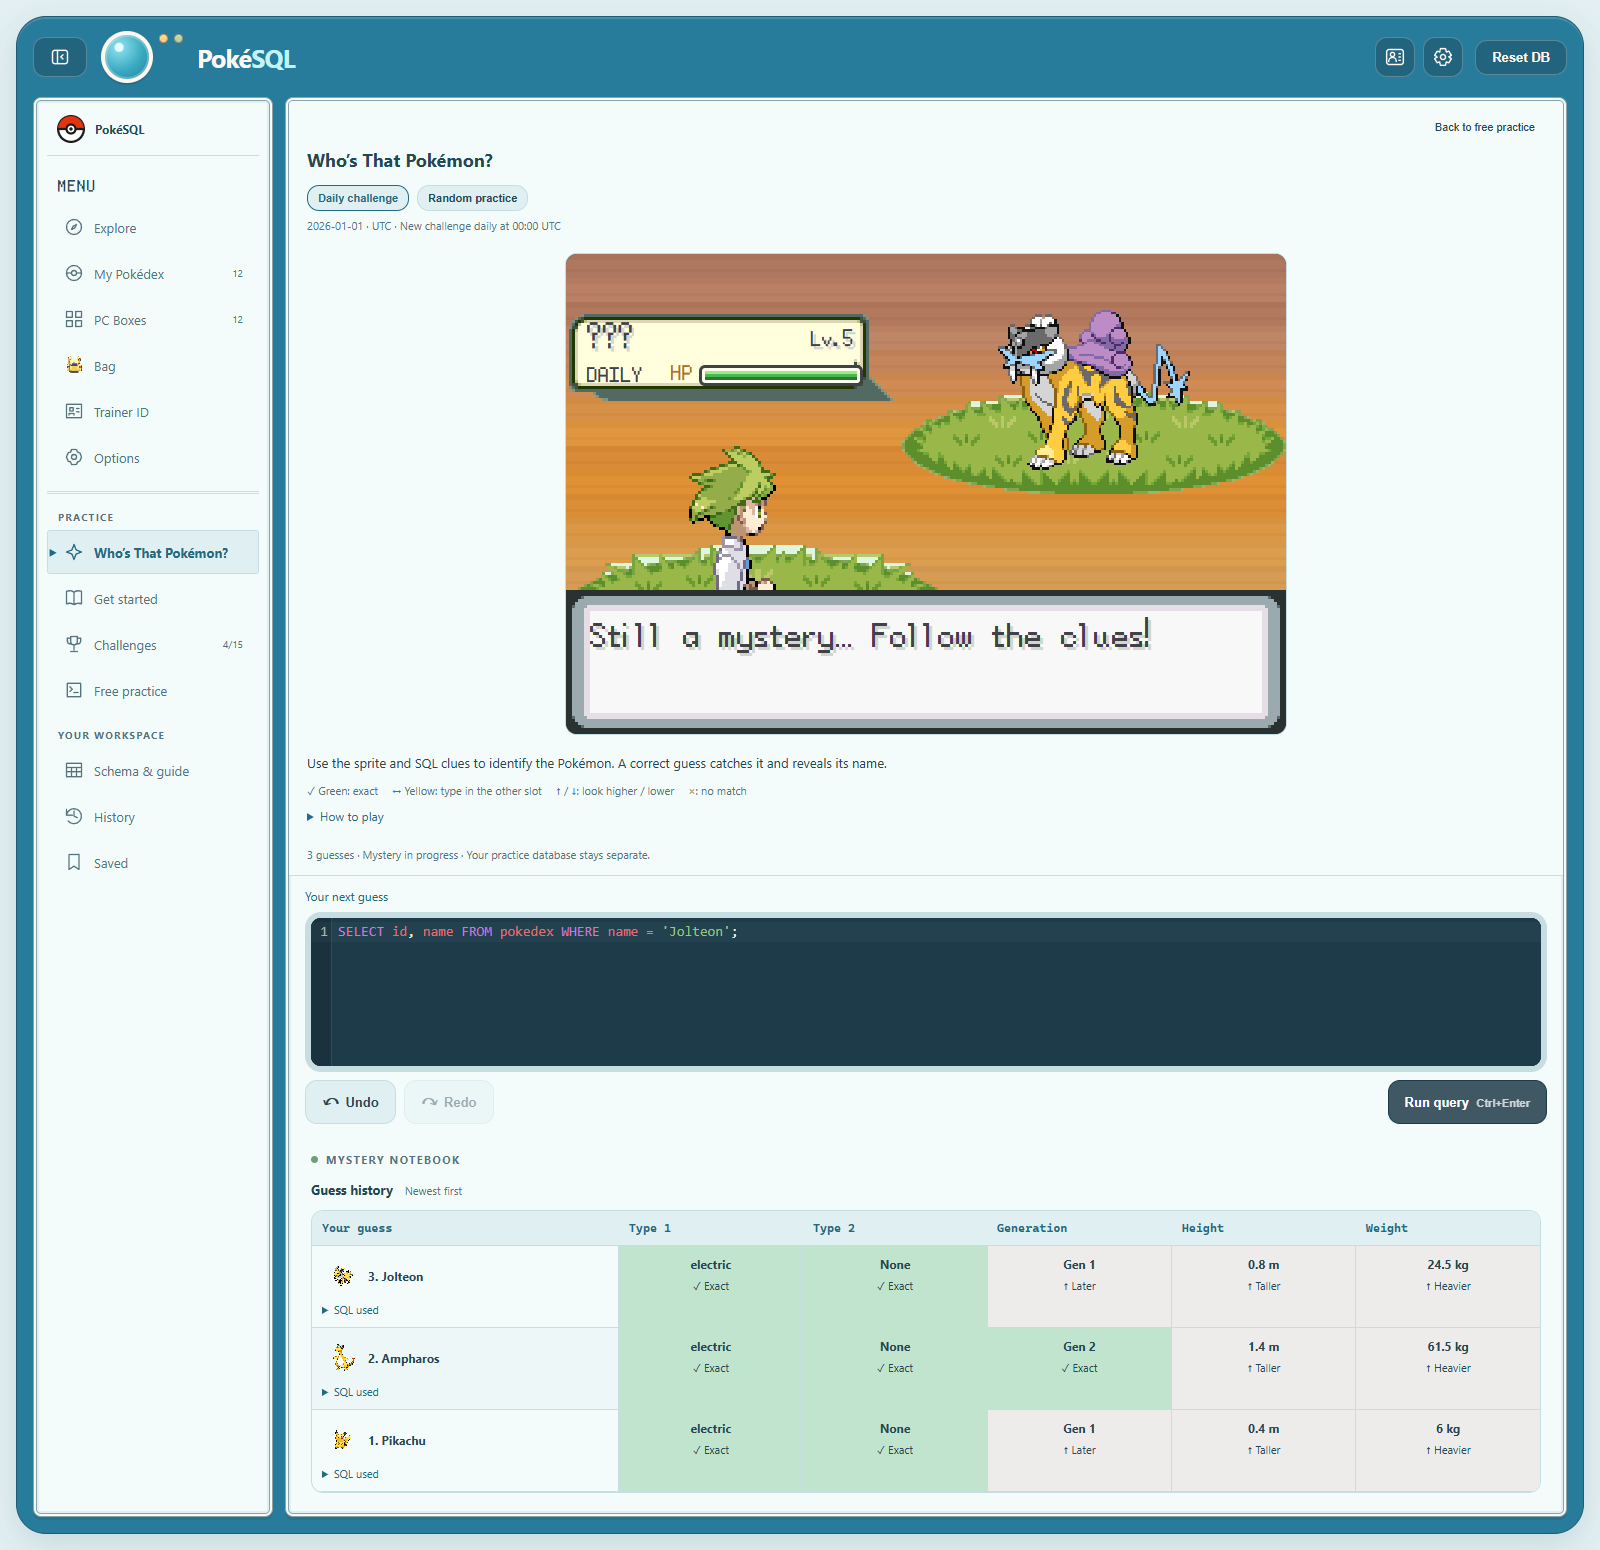 PokéSQL
Reset DB
PokéSQL
MENU
Explore
My Pokédex 12
PC Boxes 12
Bag
Trainer ID
Options
PRACTICE
Who's That Pokémon?
Get started
Challenges 4/15
Free practice
YOUR WORKSPACE
Schema & guide
History
Saved
Back to free practice
Who's That Pokémon?
Daily challenge Random practice
2026-01-01 · UTC · New challenge daily at 00:00 UTC
??? Lv.5
DAILY HP
Still a mystery... Follow the clues!
Use the sprite and SQL clues to identify the Pokémon. A correct guess catches it and reveals its name.
✓ Green: exact ↔ Yellow: type in the other slot ↑ / ↓: look higher / lower ×: no match
▶ How to play
3 guesses · Mystery in progress · Your practice database stays separate.
Your next guess
1 SELECT id, name FROM pokedex WHERE name = 'Jolteon';
Undo Redo Run query Ctrl+Enter
MYSTERY NOTEBOOK
Guess history Newest first
Your guess Type 1 Type 2 Generation Height Weight
3. Jolteon electric None Gen 1 0.8 m 24.5 kg
✓ Exact ✓ Exact ↑ Later ↑ Taller ↑ Heavier
▶ SQL used
2. Ampharos electric None Gen 2 1.4 m 61.5 kg
✓ Exact ✓ Exact ✓ Exact ↑ Taller ↑ Heavier
▶ SQL used
1. Pikachu electric None Gen 1 0.4 m 6 kg
✓ Exact ✓ Exact ↑ Later ↑ Taller ↑ Heavier
▶ SQL used